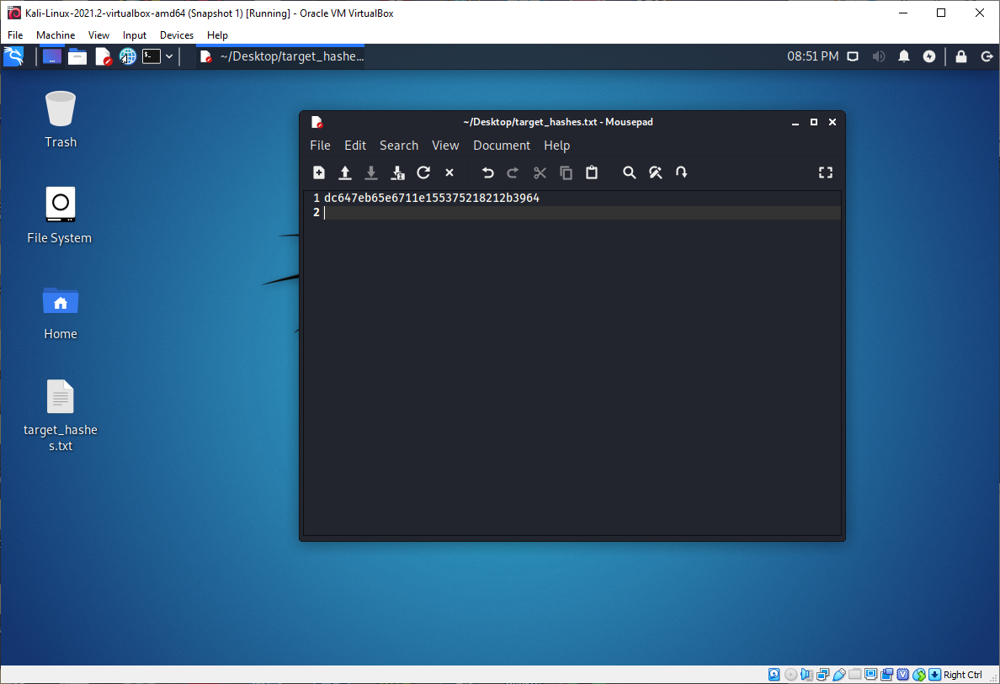 Kali-Linux-2021.2-virtualbox-amd64 (Snapshot 1) [Running] - Oracle VM VirtualBox
File Machine View Input Devices Help
~/Desktop/target_hashe... 08:51 PM
Trash
File System
Home
target_hashe
s.txt
~/Desktop/target_hashes.txt - Mousepad
File Edit Search View Document Help
1 dc647eb65e6711e155375218212b3964
2
Right Ctrl